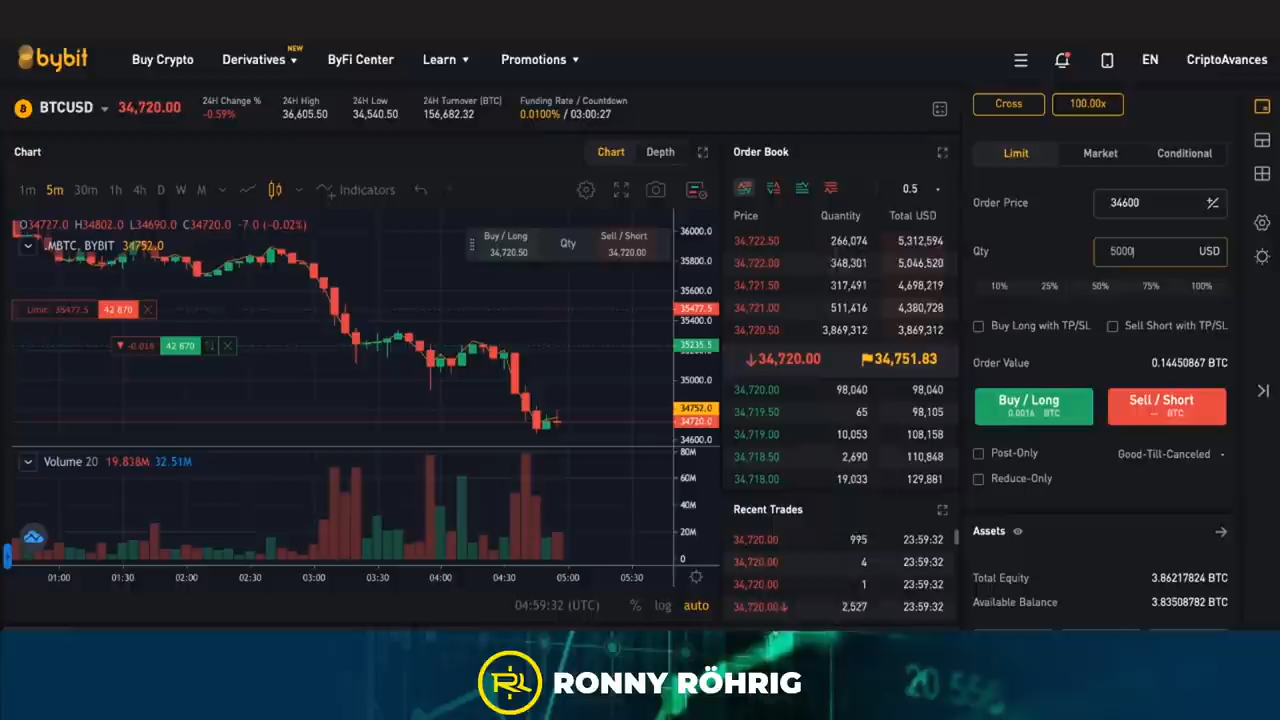 bybit
Buy Crypto Derivatives NEW ByFi Center Learn Promotions EN CriptoAvances
BTCUSD 34,720.00
24H Change % -0.59%
24H High 36,605.50
24H Low 34,540.50
24H Turnover (BTC) 156,682.32
Funding Rate / Countdown 0.0100% / 03:00:27
Chart
Chart Depth
1m 5m 30m 1h 4h D W M Indicators
O34727.0 H34802.0 L34690.0 C34720.0 -7.0 (-0.02%)
.MBTC, BYBIT 34752.0
Buy / Long 34,720.50 Qty Sell / Short 34,720.00
Limit: 35477.5 42 870
-0.018 42 870
36000.0
35800.0
35600.0
35477.5
35400.0
35235.5
35000.0
34752.0
34720.0
34600.0
Volume 20 19.838M 32.51M
80M
60M
40M
20M
0
01:00 01:30 02:00 02:30 03:00 03:30 04:00 04:30 05:00 05:30
04:59:32 (UTC) % log auto
Order Book
0.5
Price Quantity Total USD
34,722.50 266,074 5,312,594
34,722.00 348,301 5,046,520
34,721.50 317,491 4,698,219
34,721.00 511,416 4,380,728
34,720.50 3,869,312 3,869,312
↓34,720.00 34,751.83
34,720.00 98,040 98,040
34,719.50 65 98,105
34,719.00 10,053 108,158
34,718.50 2,690 110,848
34,718.00 19,033 129,881
Recent Trades
34,720.00 995 23:59:32
34,720.00 4 23:59:32
34,720.00 1 23:59:32
34,720.00↓ 2,527 23:59:32
Cross 100.00x
Limit Market Conditional
Order Price 34600
Qty 5000 USD
10% 25% 50% 75% 100%
Buy Long with TP/SL Sell Short with TP/SL
Order Value 0.14450867 BTC
Buy / Long 0.0016 BTC
Sell / Short -- BTC
Post-Only Good-Till-Canceled
Reduce-Only
Assets
Total Equity 3.86217824 BTC
Available Balance 3.83508782 BTC
RONNY RÖHRIG